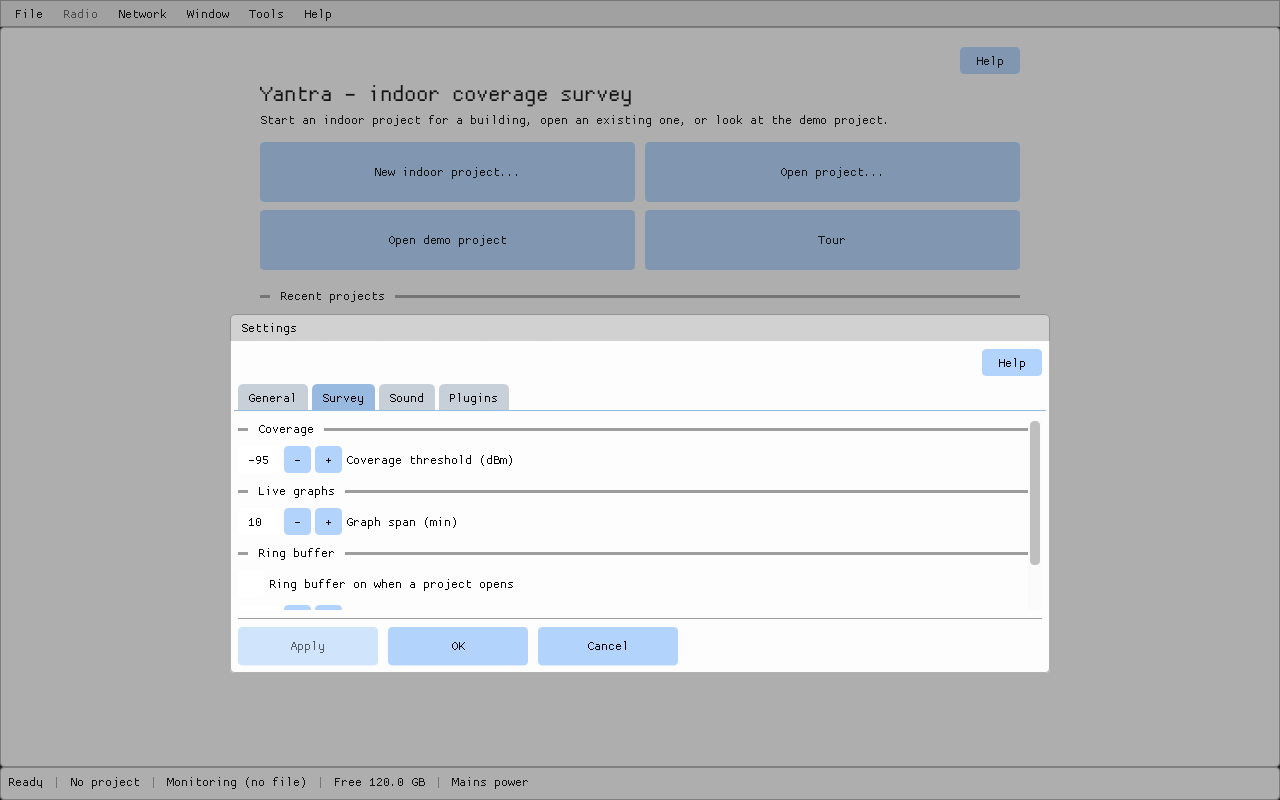 File Radio Network Window Tools Help
Help
Yantra - indoor coverage survey
Start an indoor project for a building, open an existing one, or look at the demo project.
New indoor project... Open project...
Open demo project Tour
Recent projects
Settings
Help
General Survey Sound Plugins
Coverage
-95 - + Coverage threshold (dBm)
Live graphs
10 - + Graph span (min)
Ring buffer
Ring buffer on when a project opens
Apply OK Cancel
Ready | No project | Monitoring (no file) | Free 120.0 GB | Mains power